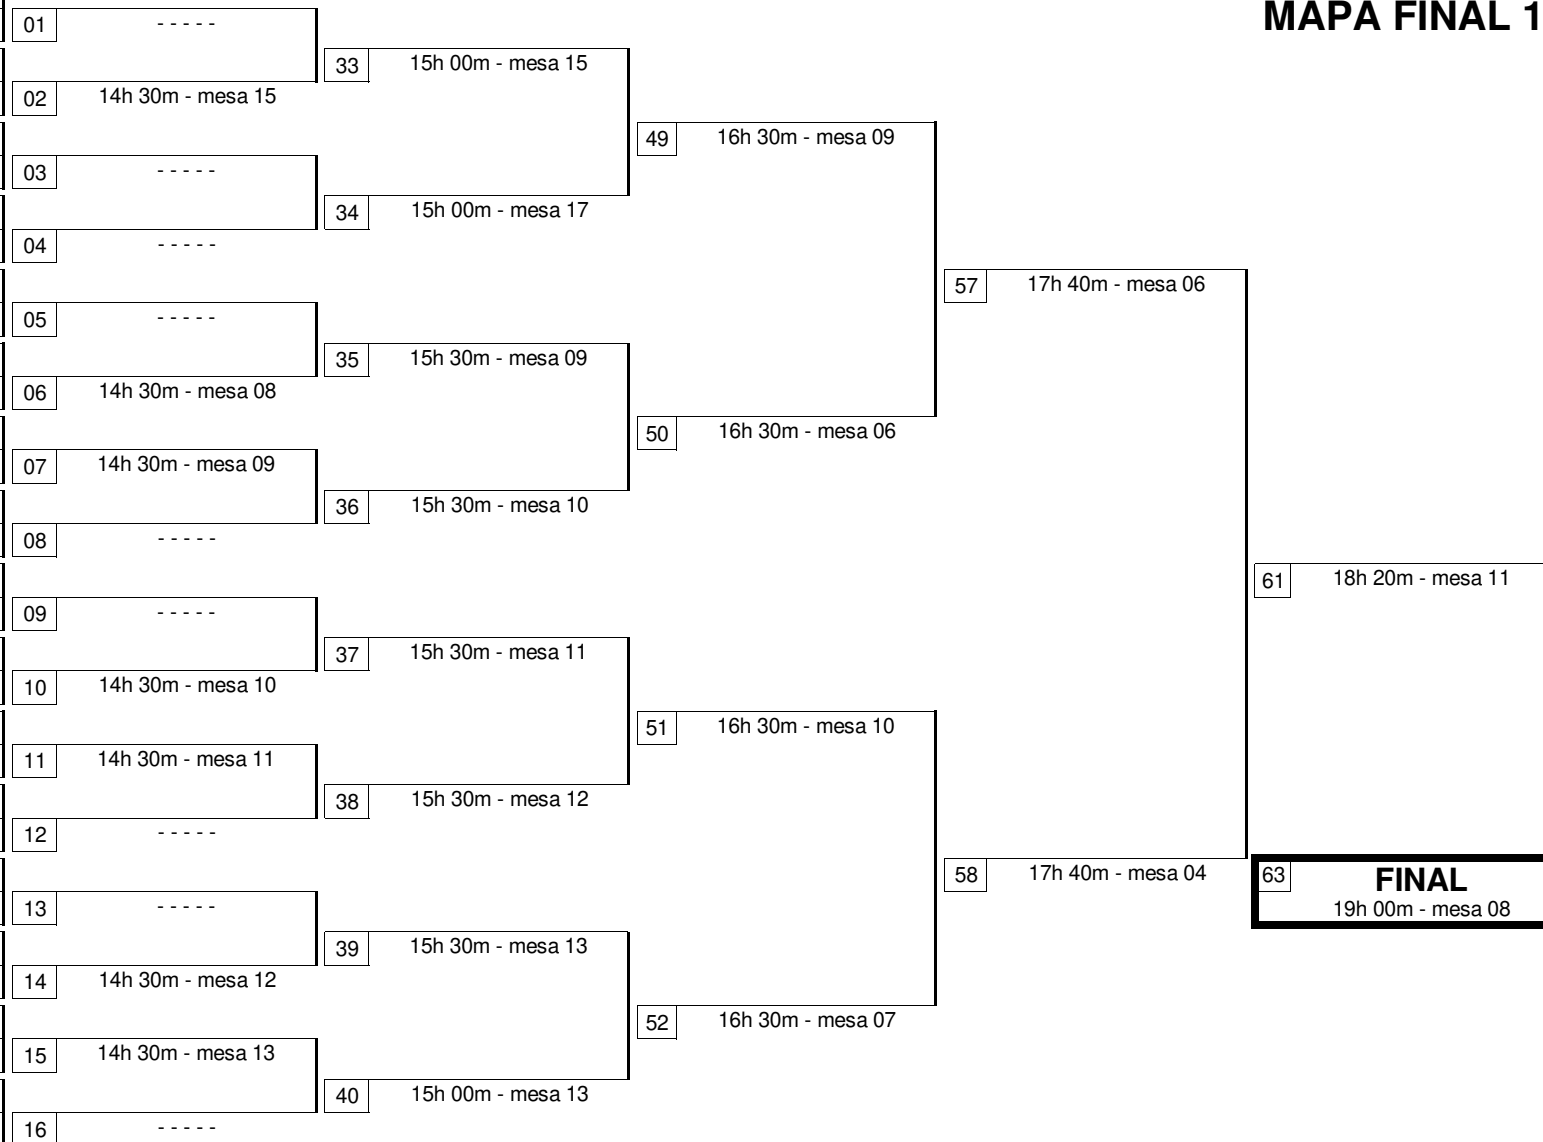 MAPA FINAL 1
01 - - - - -
33 15h 00m - mesa 15
02 14h 30m - mesa 15
49 16h 30m - mesa 09
03 - - - - -
34 15h 00m - mesa 17
04 - - - - -
57 17h 40m - mesa 06
05 - - - - -
35 15h 30m - mesa 09
06 14h 30m - mesa 08
50 16h 30m - mesa 06
07 14h 30m - mesa 09
36 15h 30m - mesa 10
08 - - - - -
61 18h 20m - mesa 11
09 - - - - -
37 15h 30m - mesa 11
10 14h 30m - mesa 10
51 16h 30m - mesa 10
11 14h 30m - mesa 11
38 15h 30m - mesa 12
12 - - - - -
58 17h 40m - mesa 04
63 FINAL
19h 00m - mesa 08
13 - - - - -
39 15h 30m - mesa 13
14 14h 30m - mesa 12
52 16h 30m - mesa 07
15 14h 30m - mesa 13
40 15h 00m - mesa 13
16 - - - - -